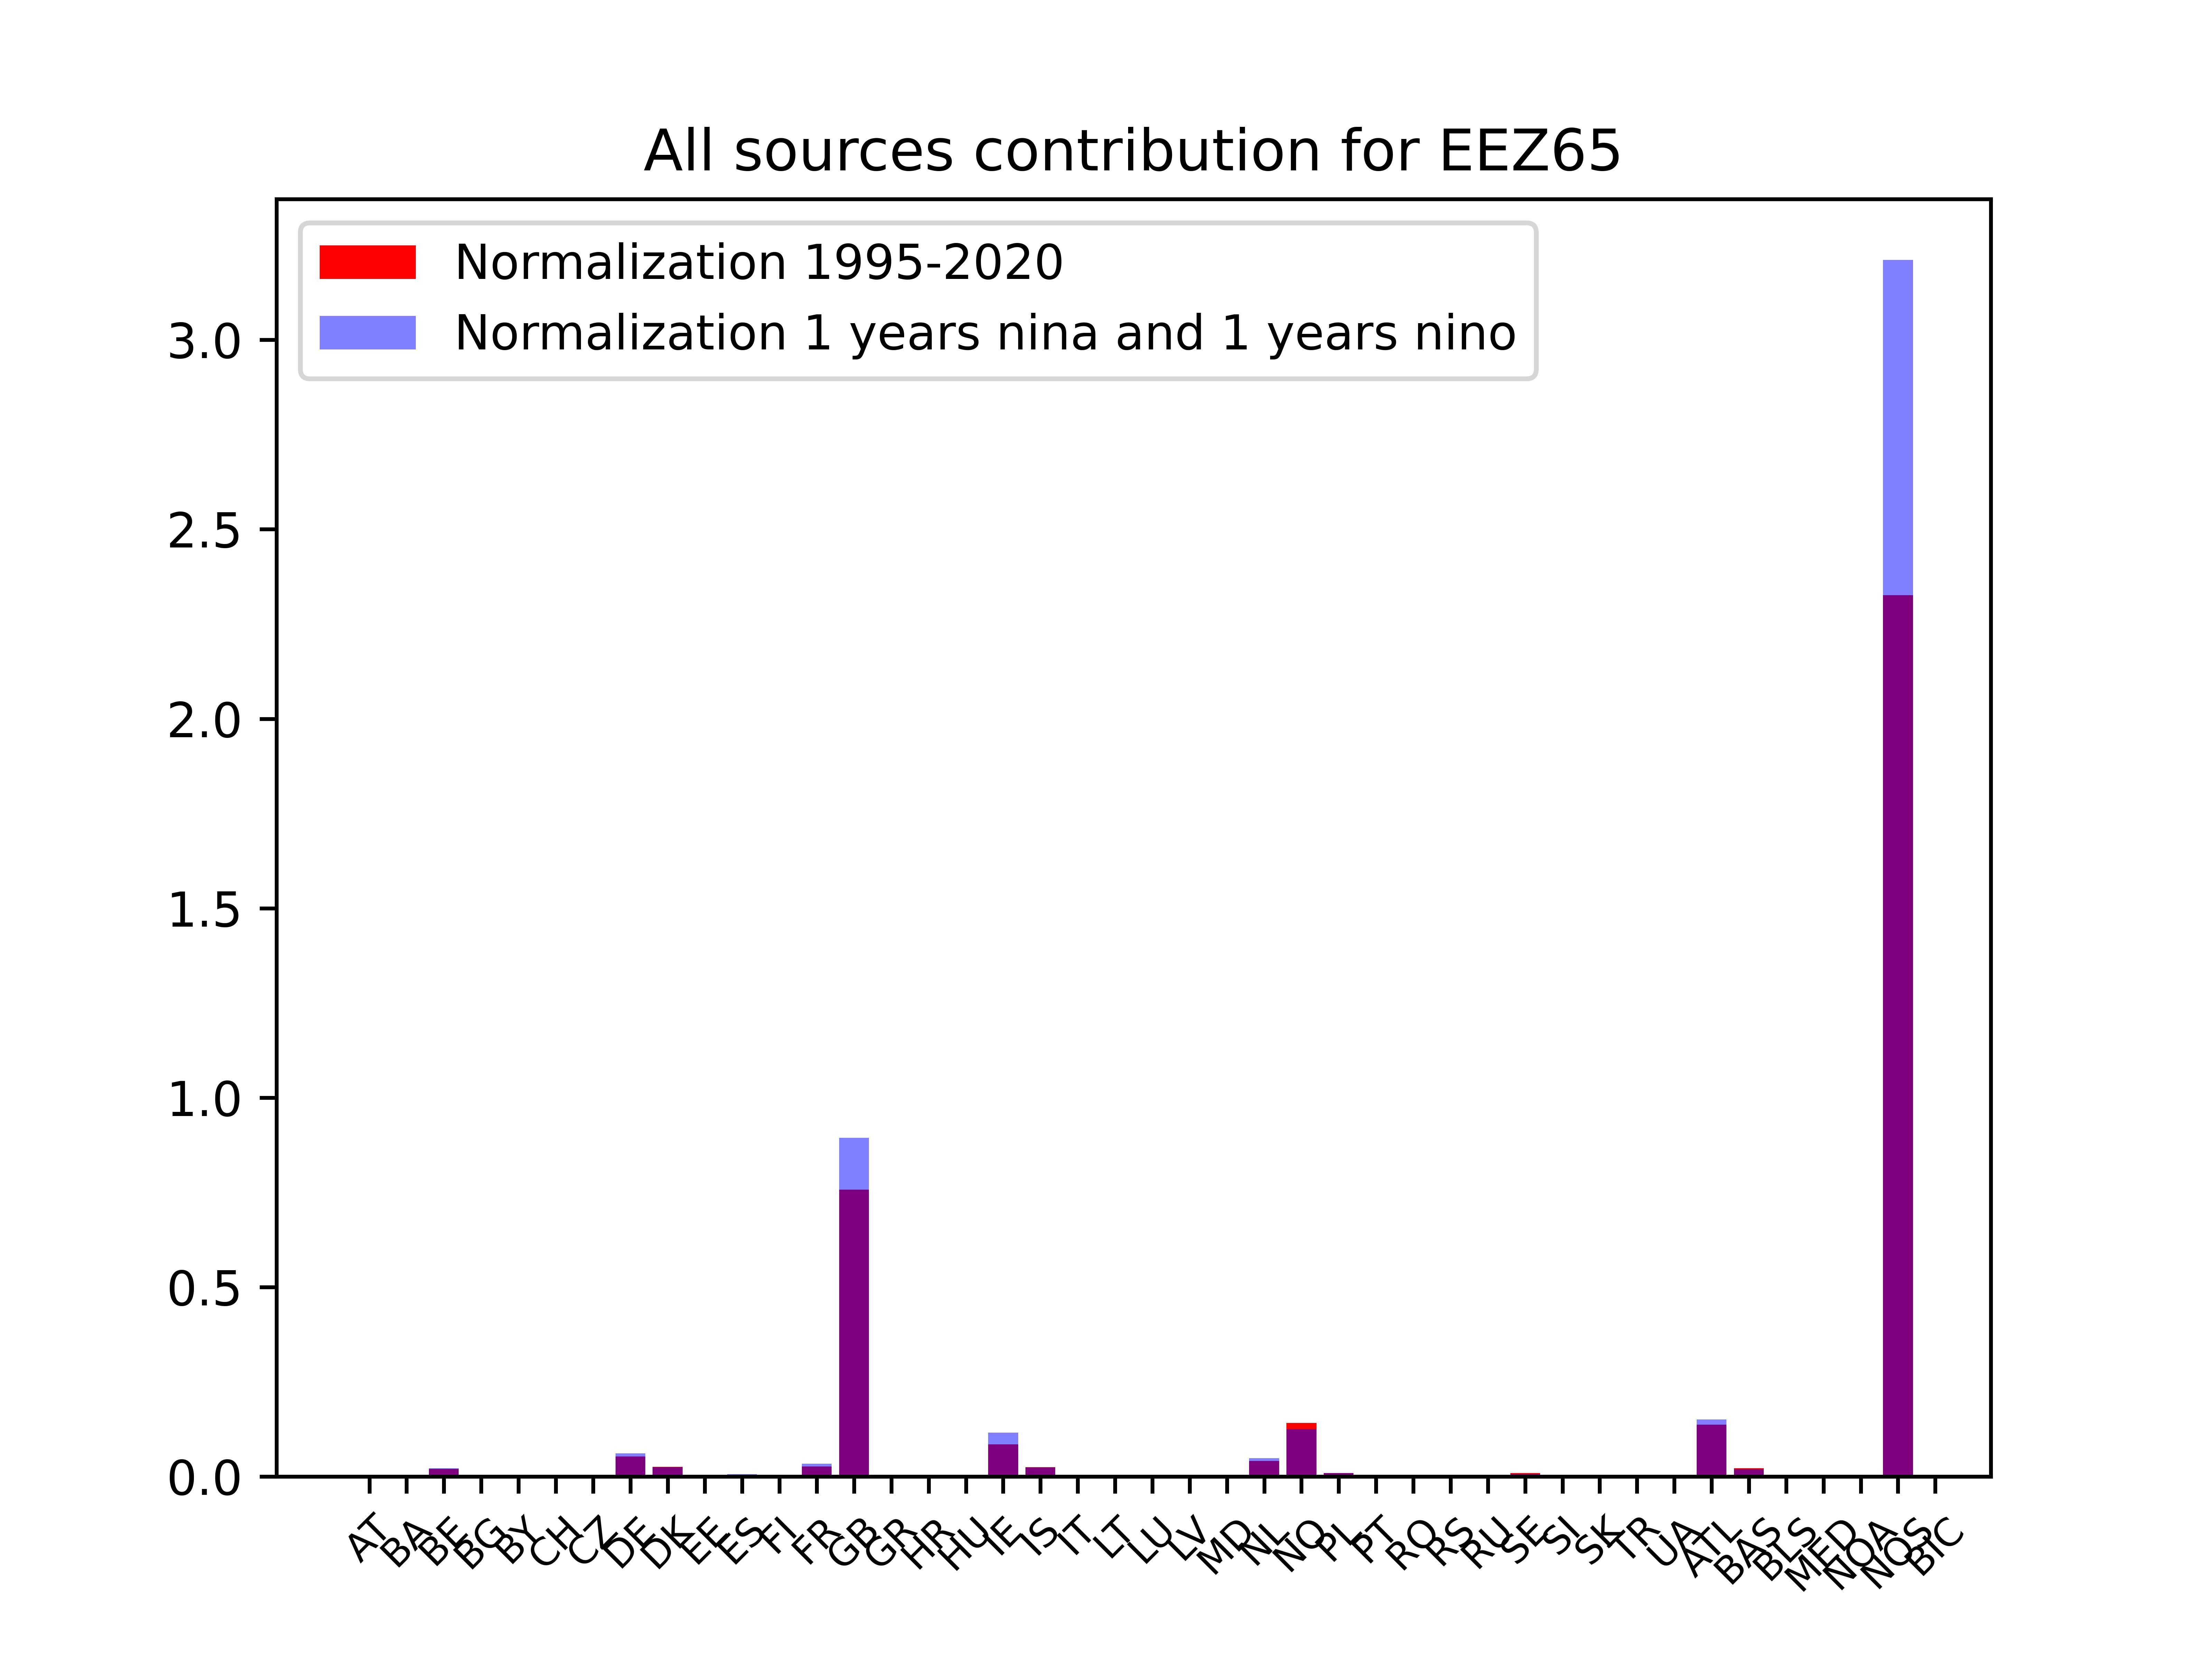 All sources contribution for EEZ65
Normalization 1995-2020
Normalization 1 years nina and 1 years nino
3.0
2.5
2.0
1.5
1.0
0.5
0.0
AT BA BE BG BY CH CZ DE DK EE ES FI FR GB GR HR HU IE IS IT LT LU LV MD NL NO PL PT RO RS RU SE SI SK TR UA ATL BAS BLS MED NOA NOS BIC